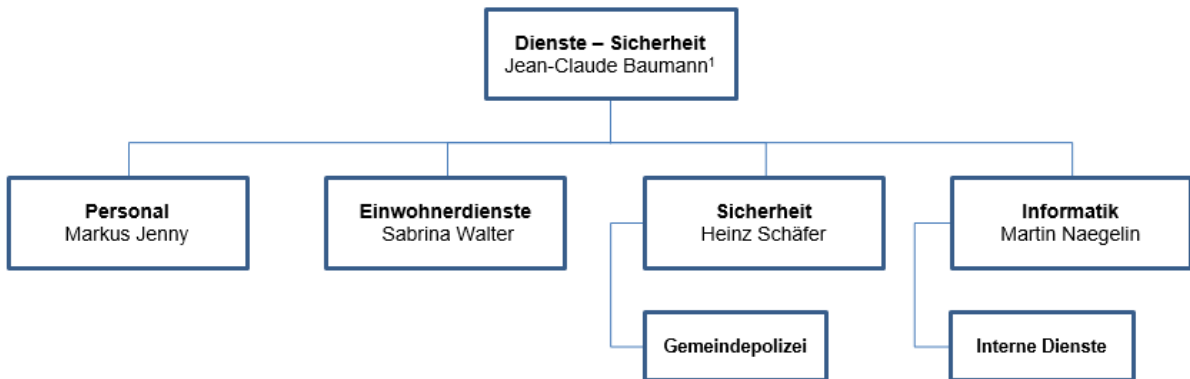 Dienste – Sicherheit
Jean-Claude Baumann¹
Personal
Markus Jenny
Einwohnerdienste
Sabrina Walter
Sicherheit
Heinz Schäfer
Informatik
Martin Naegelin
Gemeindepolizei
Interne Dienste